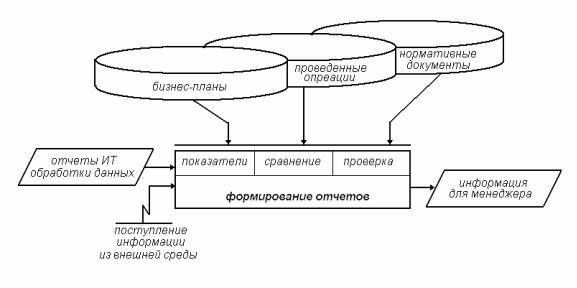 нормативные
документы
проведенные
опреации
бизнес-планы
отчеты ИТ
обработки данных
показатели
сравнение
проверка
формирование отчетов
информация
для менеджера
поступление
информации
из внешней среды